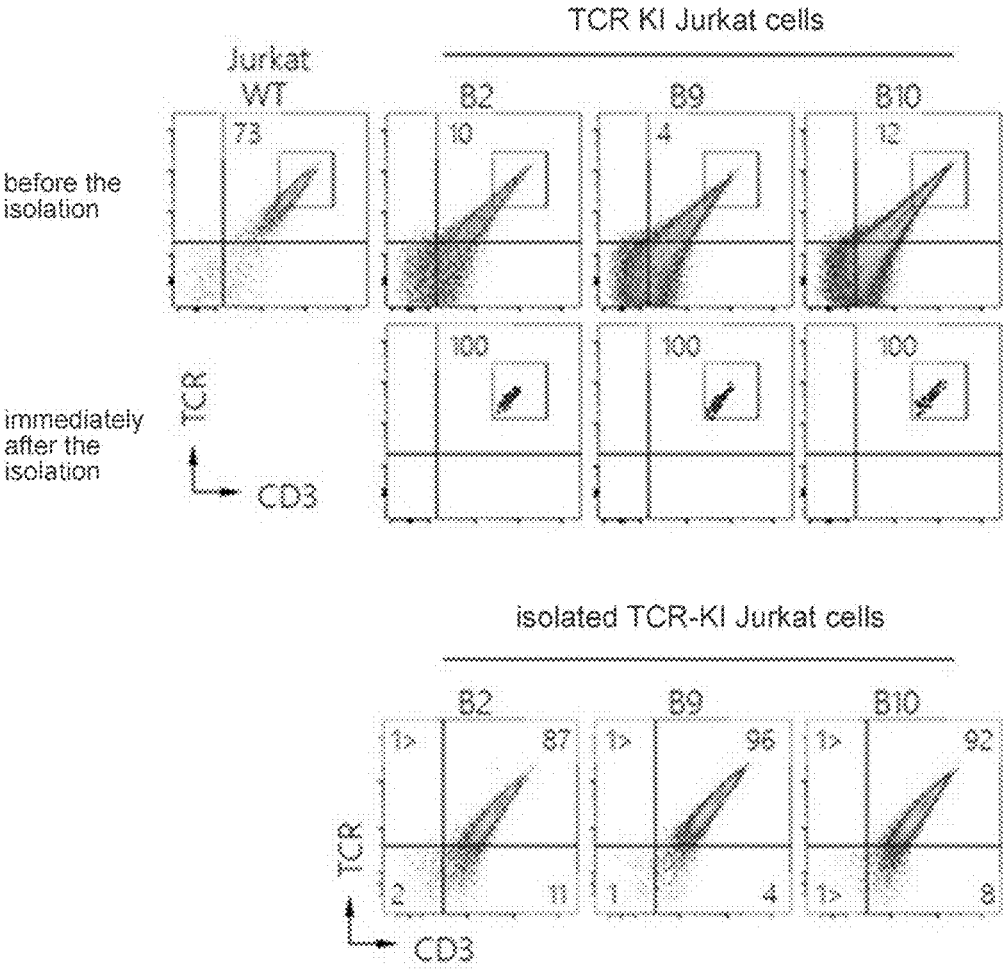 TCR KI Jurkat cells
Jurkat
WT
B2
B9
B10
before the
isolation
73
10
4
12
immediately
after the
isolation
100
100
100
TCR
CD3
isolated TCR-KI Jurkat cells
B2
B9
B10
1>
87
1>
96
1>
92
2
11
1
4
1>
8
TCR
CD3